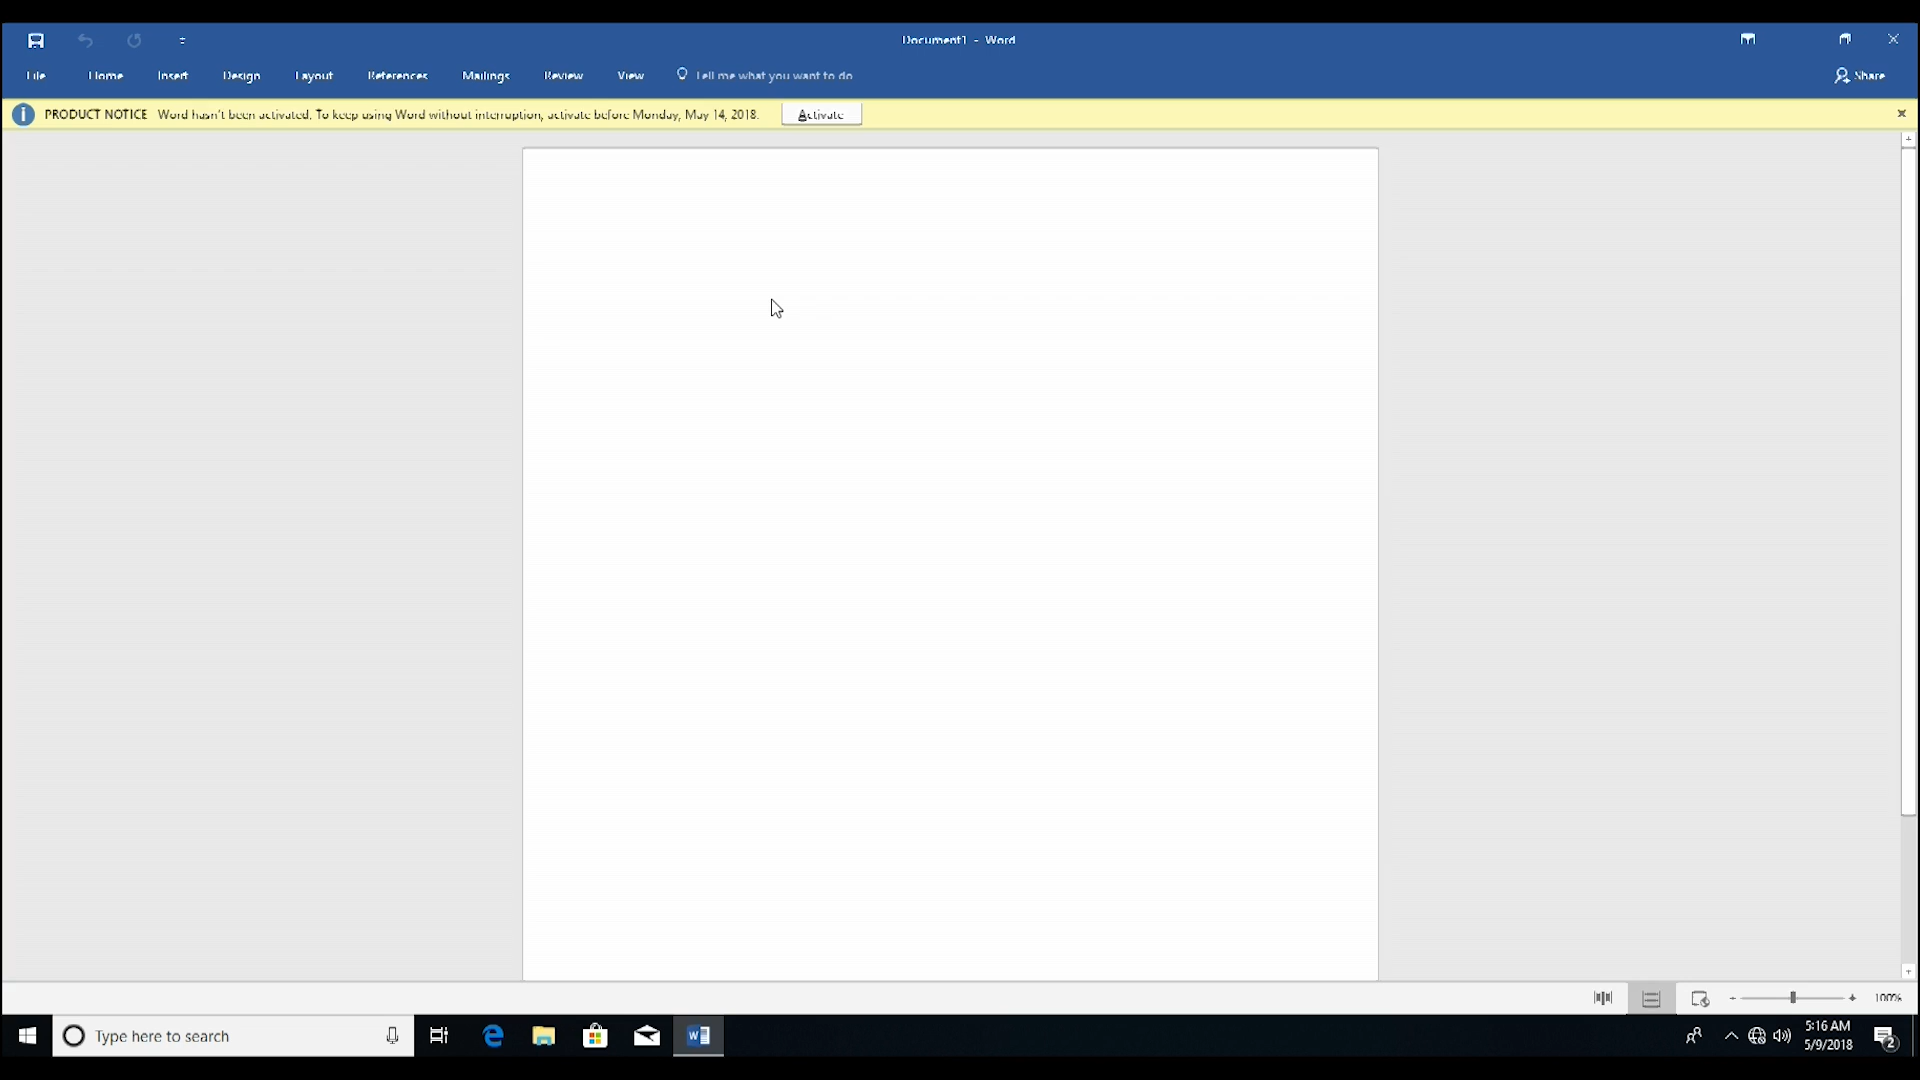 Document1 - Word
File Home Insert Design Layout References Mailings Review View Tell me what you want to do Share
PRODUCT NOTICE Word hasn't been activated. To keep using Word without interruption, activate before Monday, May 14, 2018. Activate
100%
Type here to search
5:16 AM
5/9/2018
2